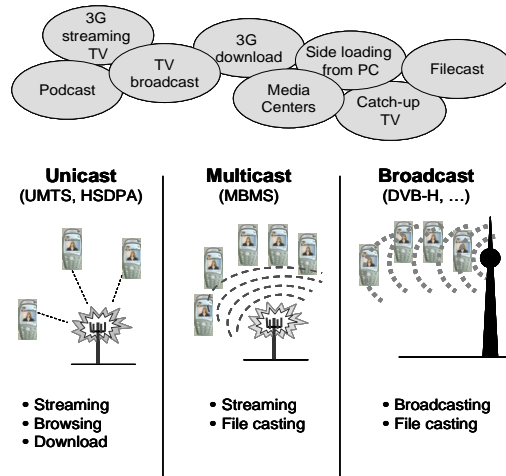 3G
streaming
TV
TV
broadcast
Podcast
3G
download
Side loading
from PC
Media
Centers
Catch-up
TV
Filecast
Unicast
(UMTS, HSDPA)
• Streaming
• Browsing
• Download
Multicast
(MBMS)
• Streaming
• File casting
Broadcast
(DVB-H, ...)
• Broadcasting
• File casting